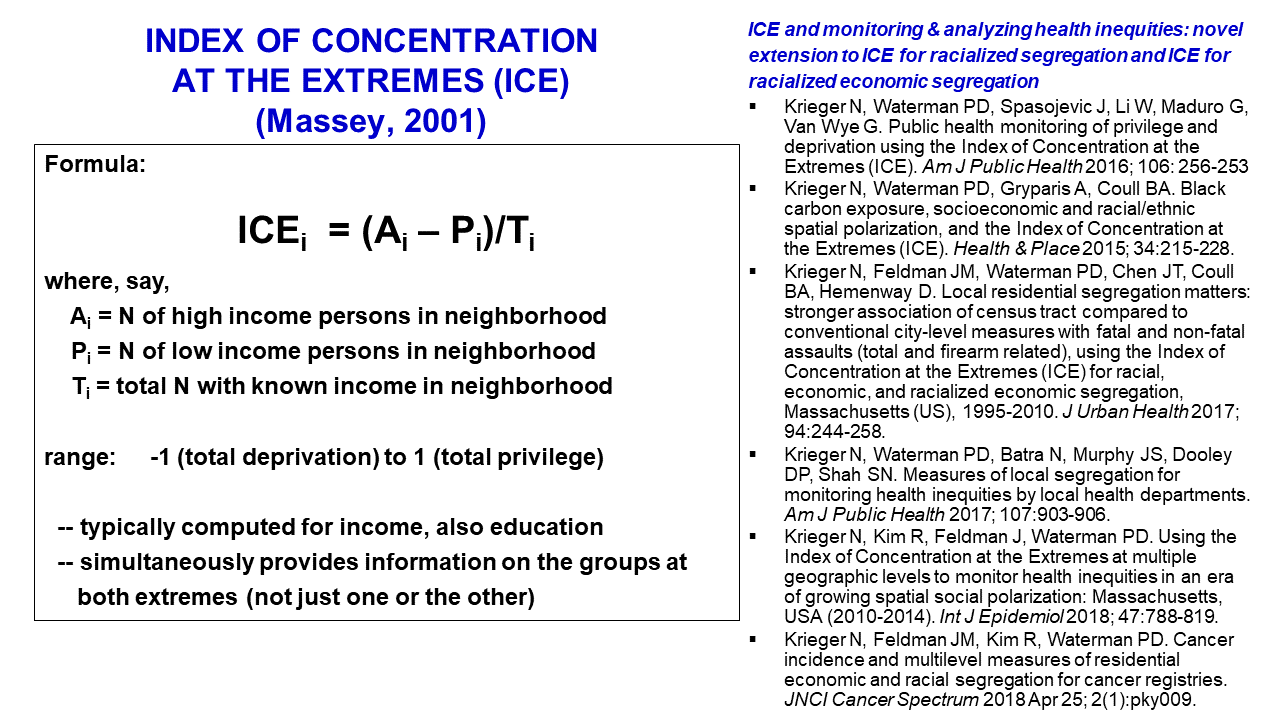 INDEX OF CONCENTRATION
AT THE EXTREMES (ICE)
(Massey, 2001)
Formula:
ICEi = (Ai – Pi)/Ti
where, say,
Ai = N of high income persons in neighborhood
Pi = N of low income persons in neighborhood
Ti = total N with known income in neighborhood
range: -1 (total deprivation) to 1 (total privilege)
-- typically computed for income, also education
-- simultaneously provides information on the groups at
both extremes (not just one or the other)
ICE and monitoring & analyzing health inequities: novel
extension to ICE for racialized segregation and ICE for
racialized economic segregation
▪ Krieger N, Waterman PD, Spasojevic J, Li W, Maduro G,
Van Wye G. Public health monitoring of privilege and
deprivation using the Index of Concentration at the
Extremes (ICE). Am J Public Health 2016; 106: 256-253
▪ Krieger N, Waterman PD, Gryparis A, Coull BA. Black
carbon exposure, socioeconomic and racial/ethnic
spatial polarization, and the Index of Concentration at
the Extremes (ICE). Health & Place 2015; 34:215-228.
▪ Krieger N, Feldman JM, Waterman PD, Chen JT, Coull
BA, Hemenway D. Local residential segregation matters:
stronger association of census tract compared to
conventional city-level measures with fatal and non-fatal
assaults (total and firearm related), using the Index of
Concentration at the Extremes (ICE) for racial,
economic, and racialized economic segregation,
Massachusetts (US), 1995-2010. J Urban Health 2017;
94:244-258.
▪ Krieger N, Waterman PD, Batra N, Murphy JS, Dooley
DP, Shah SN. Measures of local segregation for
monitoring health inequities by local health departments.
Am J Public Health 2017; 107:903-906.
▪ Krieger N, Kim R, Feldman J, Waterman PD. Using the
Index of Concentration at the Extremes at multiple
geographic levels to monitor health inequities in an era
of growing spatial social polarization: Massachusetts,
USA (2010-2014). Int J Epidemiol 2018; 47:788-819.
▪ Krieger N, Feldman JM, Kim R, Waterman PD. Cancer
incidence and multilevel measures of residential
economic and racial segregation for cancer registries.
JNCI Cancer Spectrum 2018 Apr 25; 2(1):pky009.